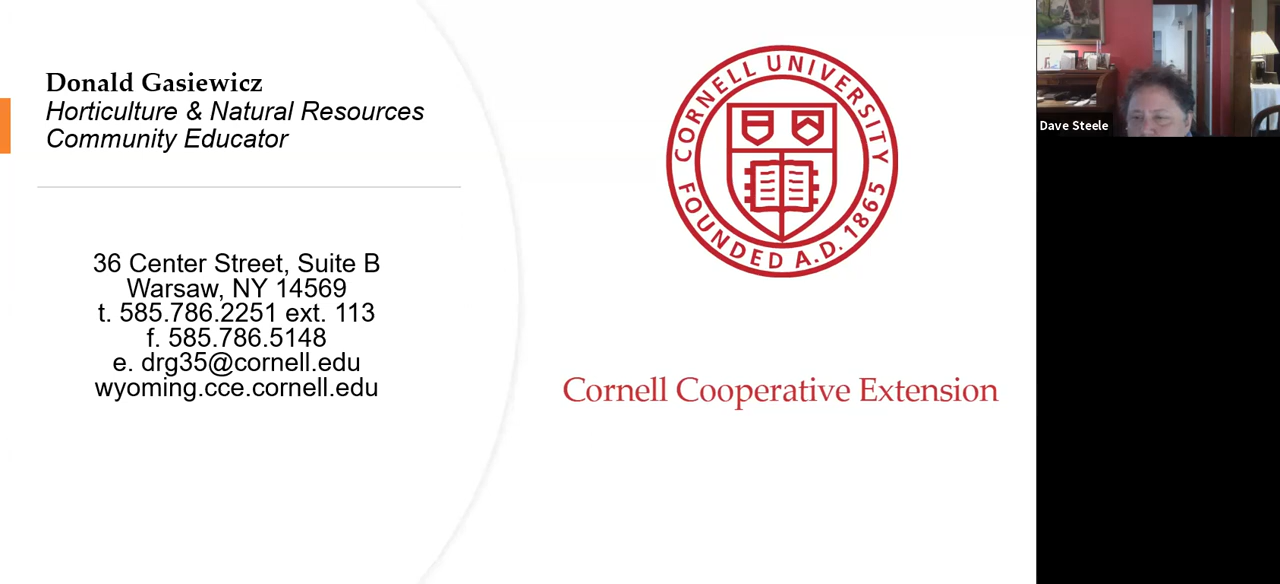 Donald Gasiewicz
Horticulture & Natural Resources
Community Educator
36 Center Street, Suite B
Warsaw, NY 14569
t. 585.786.2251 ext. 113
f. 585.786.5148
e. drg35@cornell.edu
wyoming.cce.cornell.edu
CORNELL UNIVERSITY
FOUNDED A.D. 1865
Cornell Cooperative Extension
Dave Steele